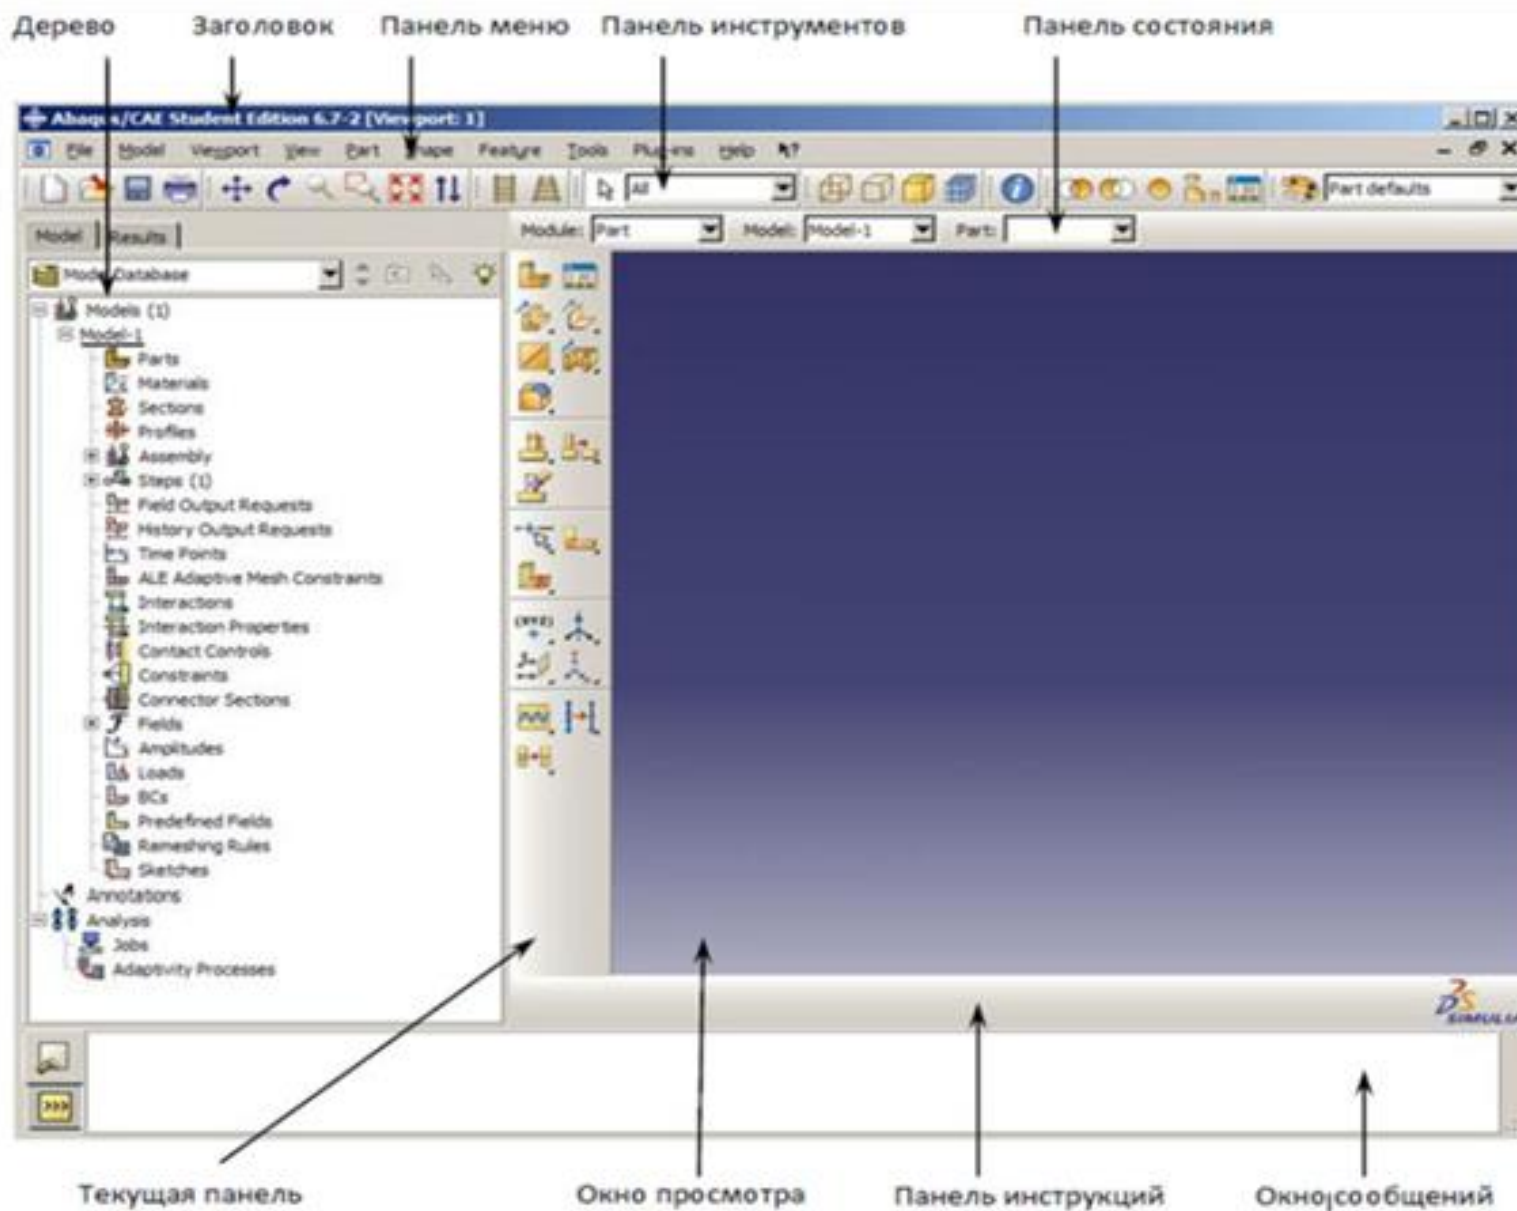 Дерево Заголовок Панель меню Панель инструментов Панель состояния
Abaqus/CAE Student Edition 6.7-2 [Viewport: 1]
File Model Viewport View Part Shape Feature Tools Plug-ins Help
All Part defaults
Model Results Module: Part Model: Model-1 Part:
Model Database
Models (1)
Model-1
Parts
Materials
Sections
Profiles
Assembly
Steps (1)
Field Output Requests
History Output Requests
Time Points
ALE Adaptive Mesh Constraints
Interactions
Interaction Properties
Contact Controls
Constraints
Connector Sections
Fields
Amplitudes
Loads
BCs
Predefined Fields
Remeshing Rules
Sketches
Annotations
Analysis
Jobs
Adaptivity Processes
SIMULIA
Текущая панель Окно просмотра Панель инструкций Окно сообщений